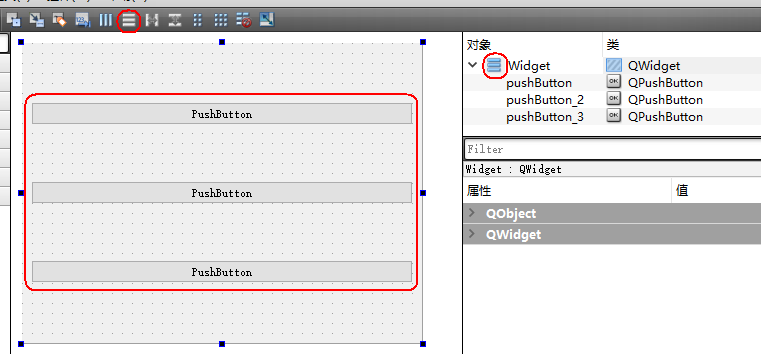 PushButton
PushButton
PushButton
对象 类
Widget QWidget
pushButton QPushButton
pushButton_2 QPushButton
pushButton_3 QPushButton
Filter
Widget : QWidget
属性 值
QObject
QWidget